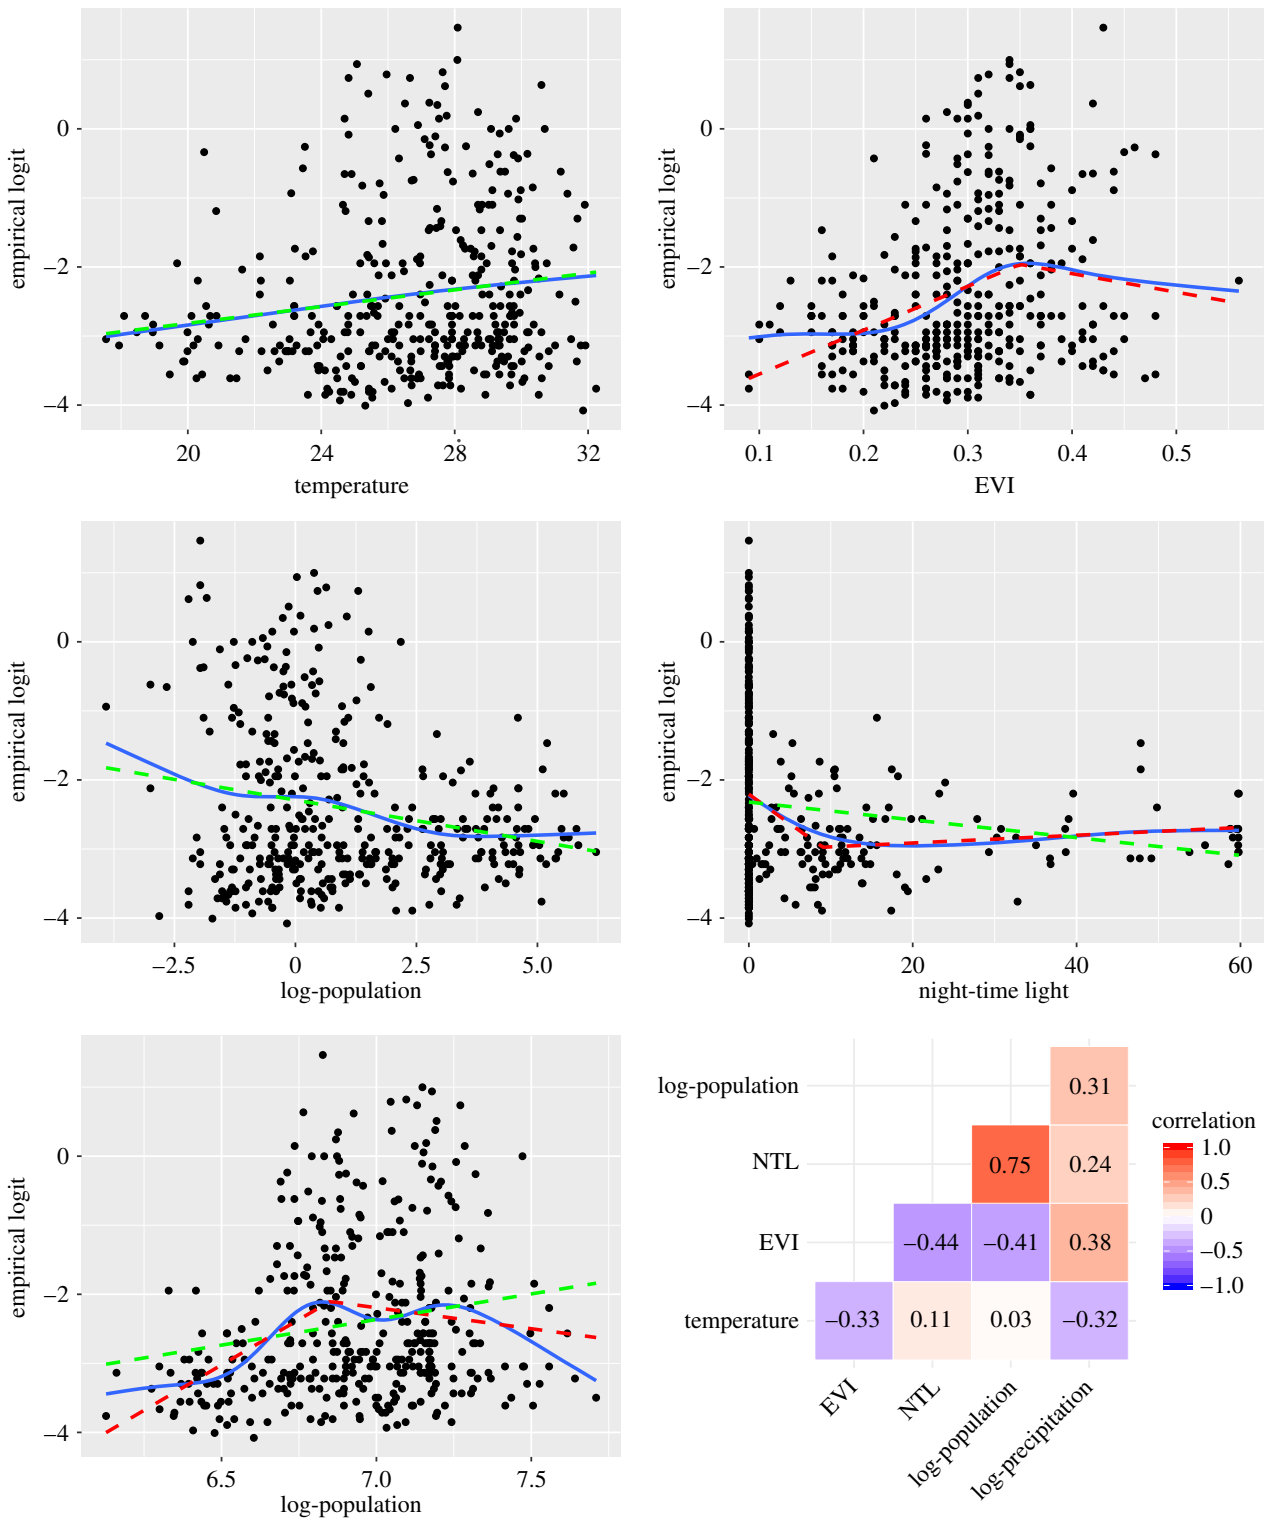 empirical logit
0
−2
−4
20 24 28 32
temperature
empirical logit
0
−2
−4
0.1 0.2 0.3 0.4 0.5
EVI
empirical logit
0
−2
−4
−2.5 0 2.5 5.0
log-population
empirical logit
0
−2
−4
0 20 40 60
night-time light
empirical logit
0
−2
−4
6.5 7.0 7.5
log-population
log-population 0.31
NTL 0.75 0.24
EVI −0.44 −0.41 0.38
temperature −0.33 0.11 0.03 −0.32
EVI NTL log-population log-precipitation
correlation
1.0
0.5
0
−0.5
−1.0